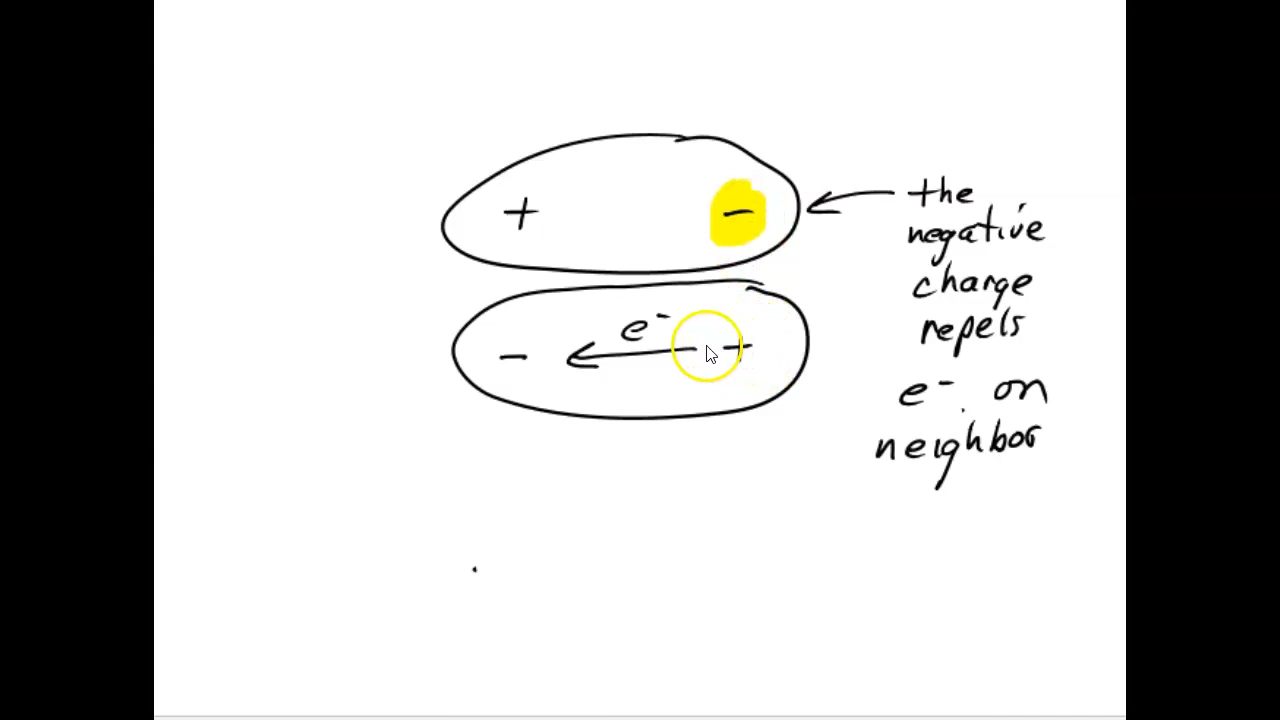 + -
e-
- +
the
negative
charge
repels
e- on
neighbor